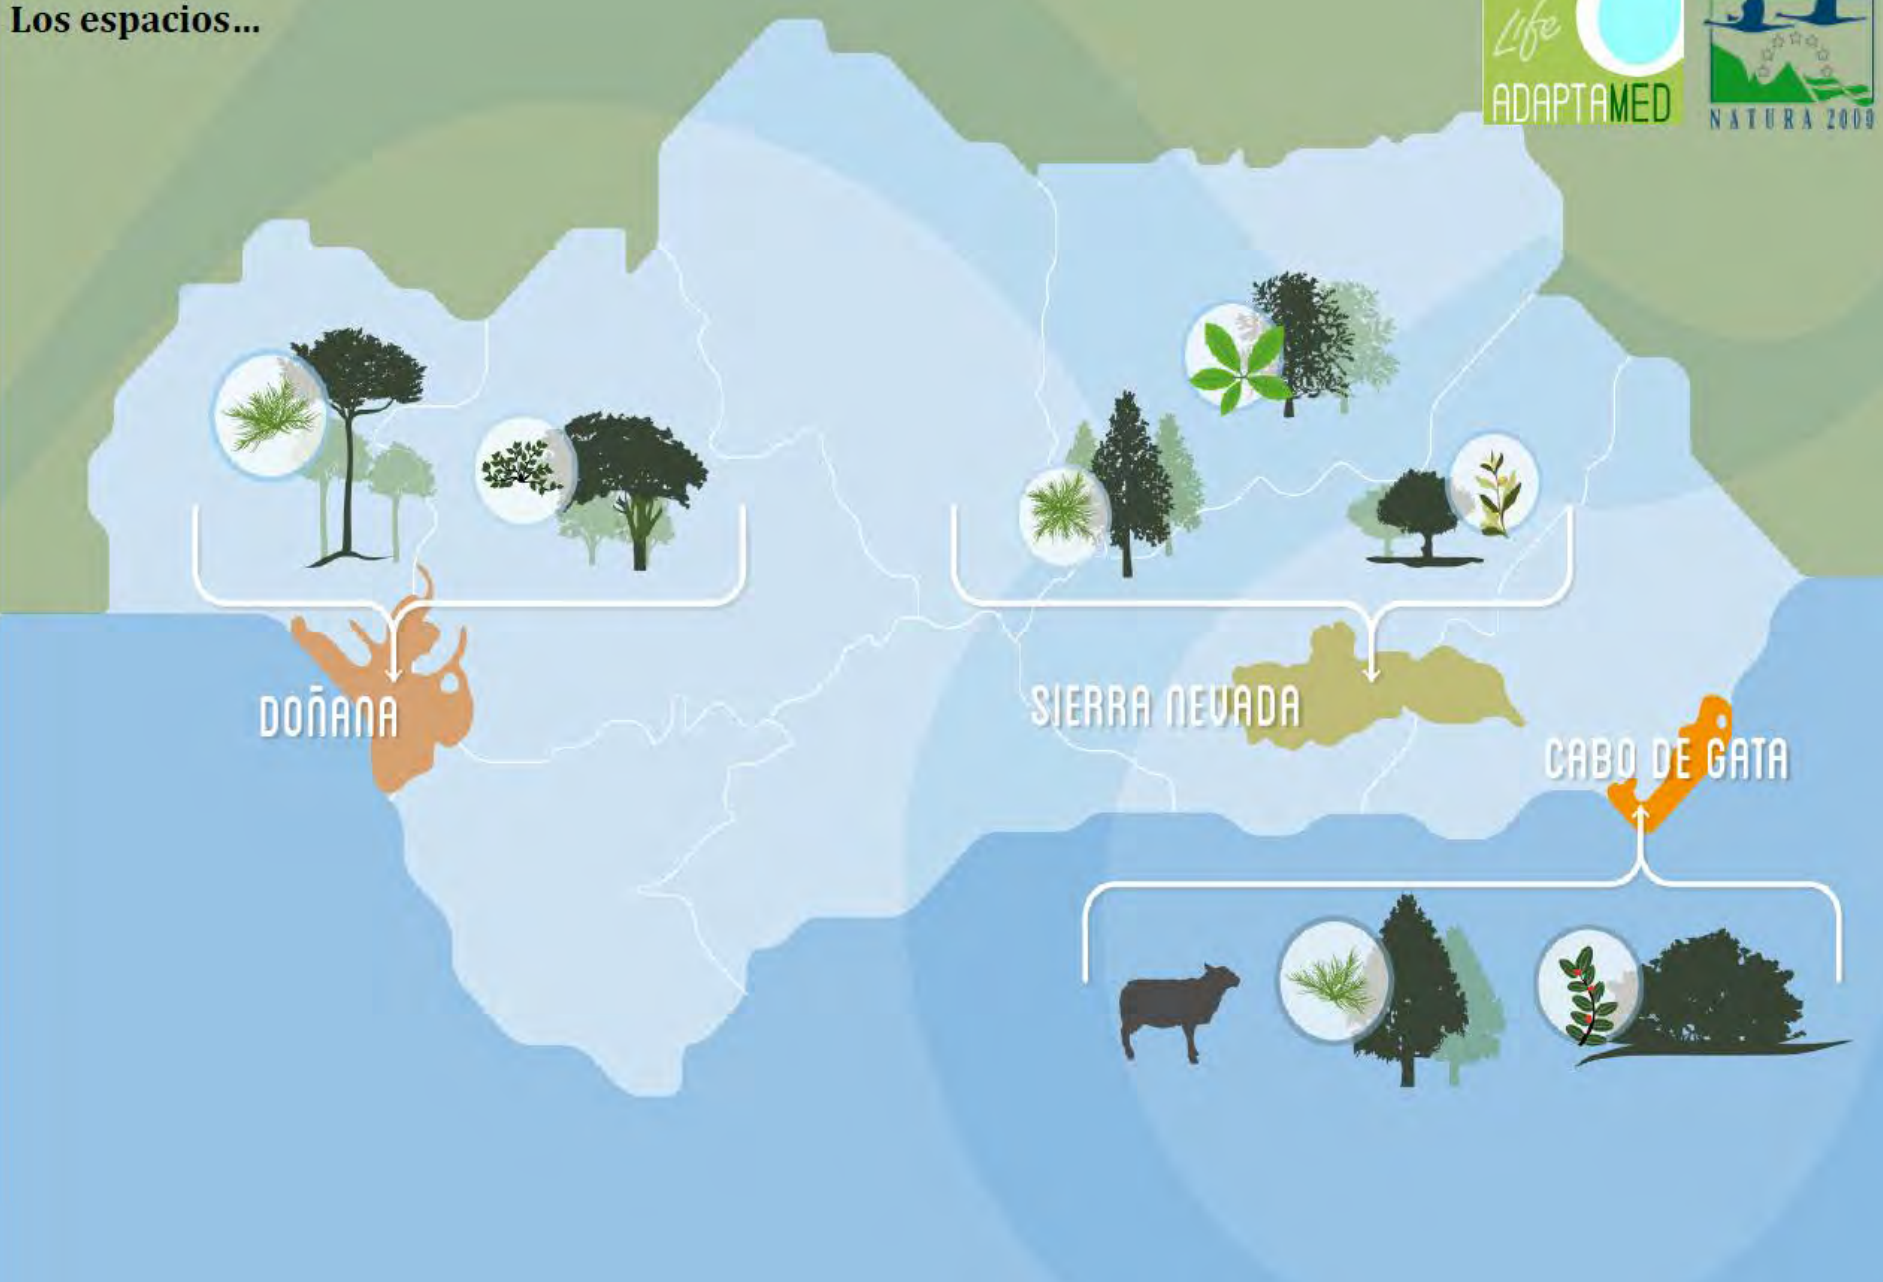 Los espacios...
Life
ADAPTAMED
NATURA 2000
DOÑANA
SIERRA NEVADA
CABO DE GATA